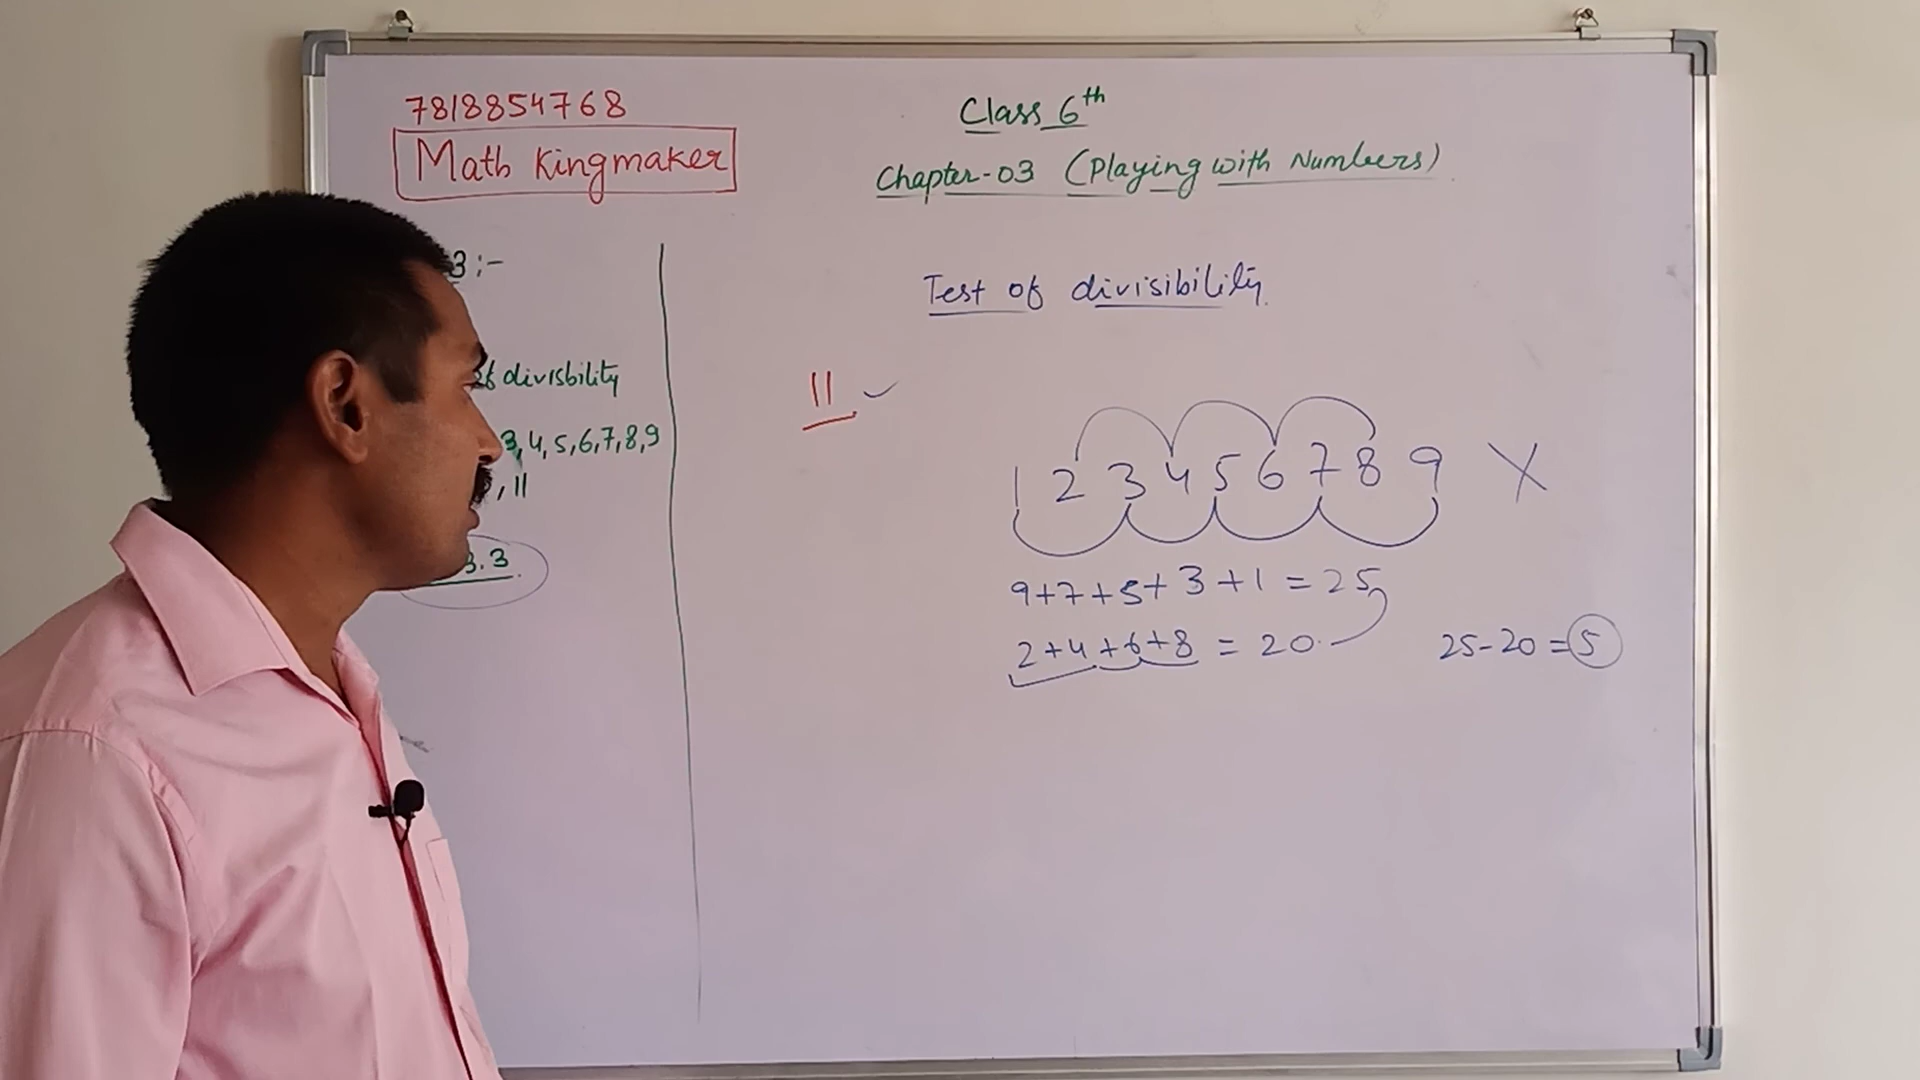 7818854768
Math Kingmaker
Class 6th
Chapter-03 (Playing with Numbers)
3:-
of divisbility
3,4,5,6,7,8,9
,11
3.3
Test of divisibility
11
1 2 3 4 5 6 7 8 9 X
9+7+5+3+1=25
2+4+6+8=20
25-20=5